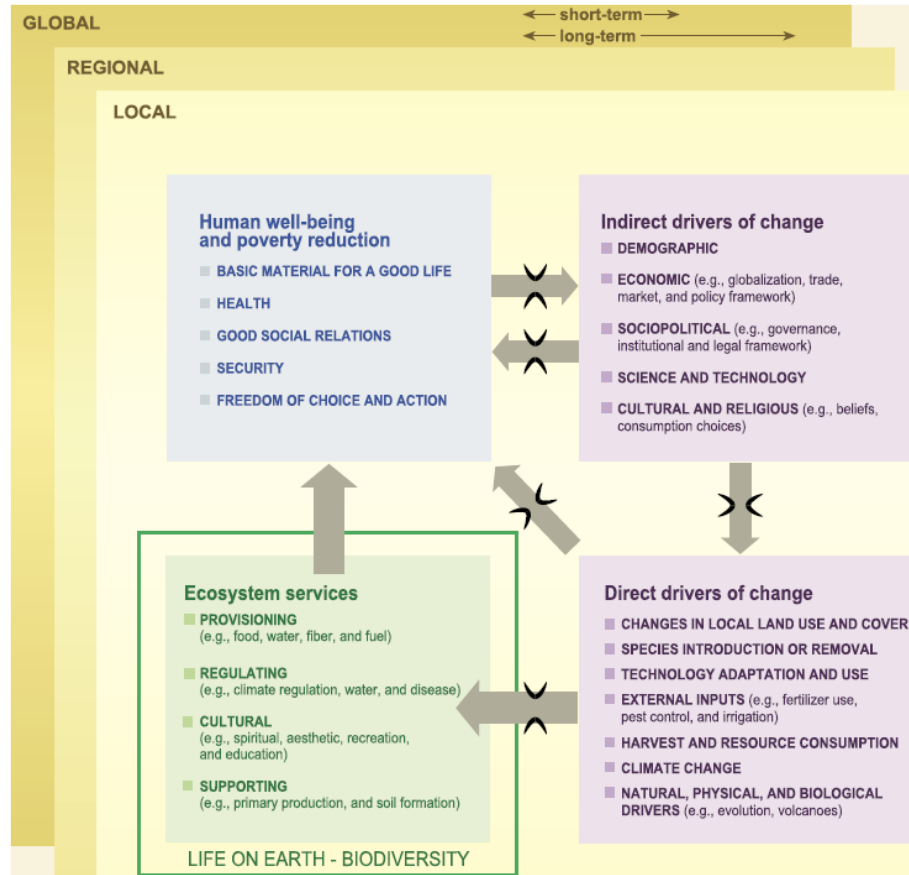 GLOBAL
short-term
long-term
REGIONAL
LOCAL
Human well-being
and poverty reduction
BASIC MATERIAL FOR A GOOD LIFE
HEALTH
GOOD SOCIAL RELATIONS
SECURITY
FREEDOM OF CHOICE AND ACTION
Indirect drivers of change
DEMOGRAPHIC
ECONOMIC (e.g., globalization, trade,
market, and policy framework)
SOCIOPOLITICAL (e.g., governance,
institutional and legal framework)
SCIENCE AND TECHNOLOGY
CULTURAL AND RELIGIOUS (e.g., beliefs,
consumption choices)
Ecosystem services
PROVISIONING
(e.g., food, water, fiber, and fuel)
REGULATING
(e.g., climate regulation, water, and disease)
CULTURAL
(e.g., spiritual, aesthetic, recreation,
and education)
SUPPORTING
(e.g., primary production, and soil formation)
LIFE ON EARTH - BIODIVERSITY
Direct drivers of change
CHANGES IN LOCAL LAND USE AND COVER
SPECIES INTRODUCTION OR REMOVAL
TECHNOLOGY ADAPTATION AND USE
EXTERNAL INPUTS (e.g., fertilizer use,
pest control, and irrigation)
HARVEST AND RESOURCE CONSUMPTION
CLIMATE CHANGE
NATURAL, PHYSICAL, AND BIOLOGICAL
DRIVERS (e.g., evolution, volcanoes)